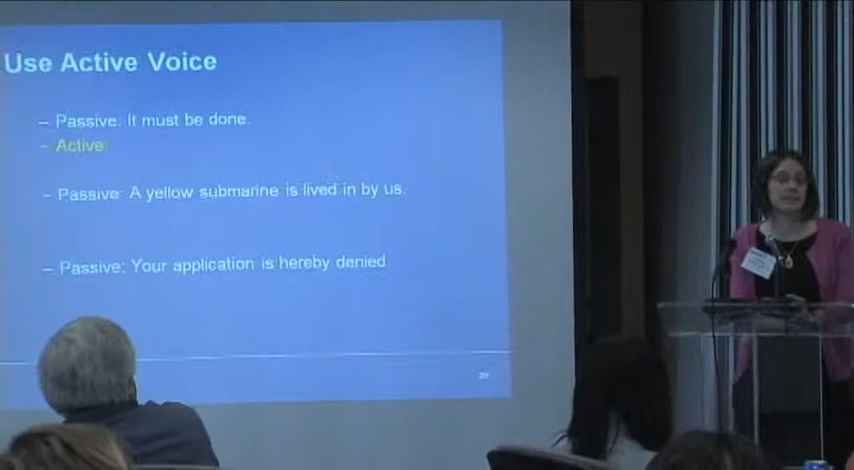 Use Active Voice
– Passive: It must be done.
– Active:
– Passive: A yellow submarine is lived in by us.
– Passive: Your application is hereby denied